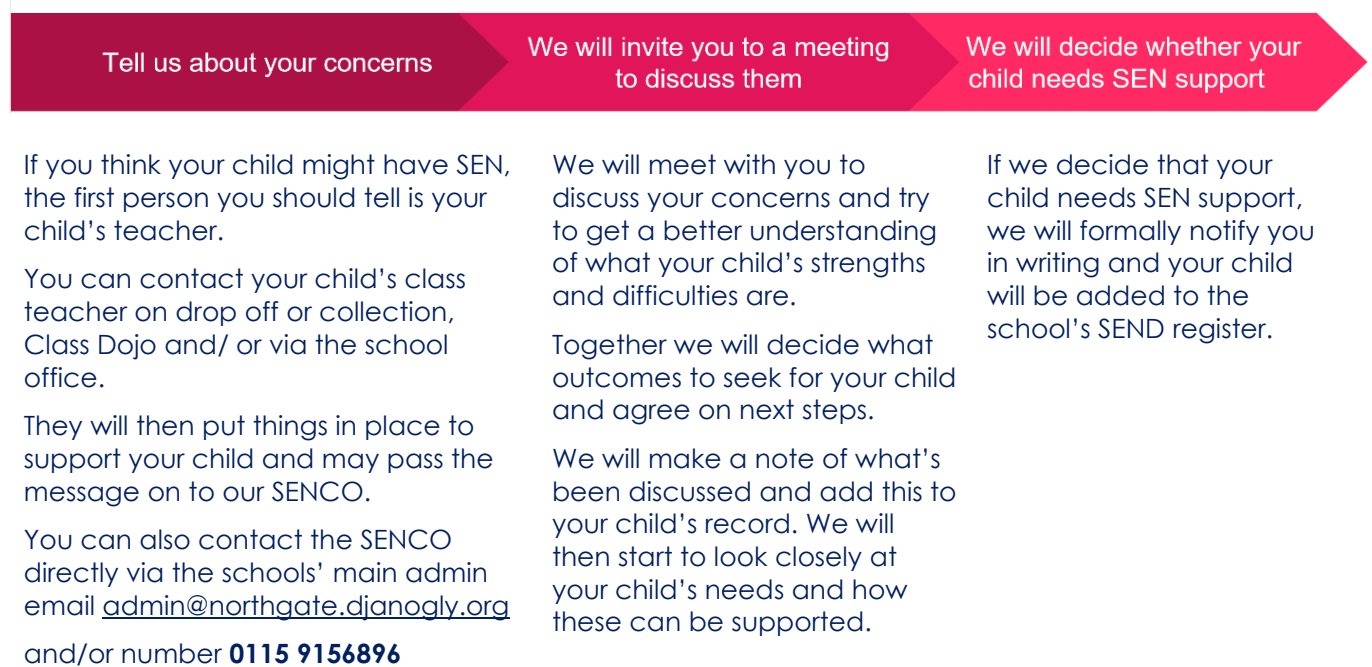 Tell us about your concerns
We will invite you to a meeting
to discuss them
We will decide whether your
child needs SEN support
If you think your child might have SEN,
the first person you should tell is your
child’s teacher.
You can contact your child’s class
teacher on drop off or collection,
Class Dojo and/ or via the school
office.
They will then put things in place to
support your child and may pass the
message on to our SENCO.
You can also contact the SENCO
directly via the schools’ main admin
email admin@northgate.djanogly.org
and/or number 0115 9156896
We will meet with you to
discuss your concerns and try
to get a better understanding
of what your child’s strengths
and difficulties are.
Together we will decide what
outcomes to seek for your child
and agree on next steps.
We will make a note of what’s
been discussed and add this to
your child’s record. We will
then start to look closely at
your child’s needs and how
these can be supported.
If we decide that your
child needs SEN support,
we will formally notify you
in writing and your child
will be added to the
school’s SEND register.